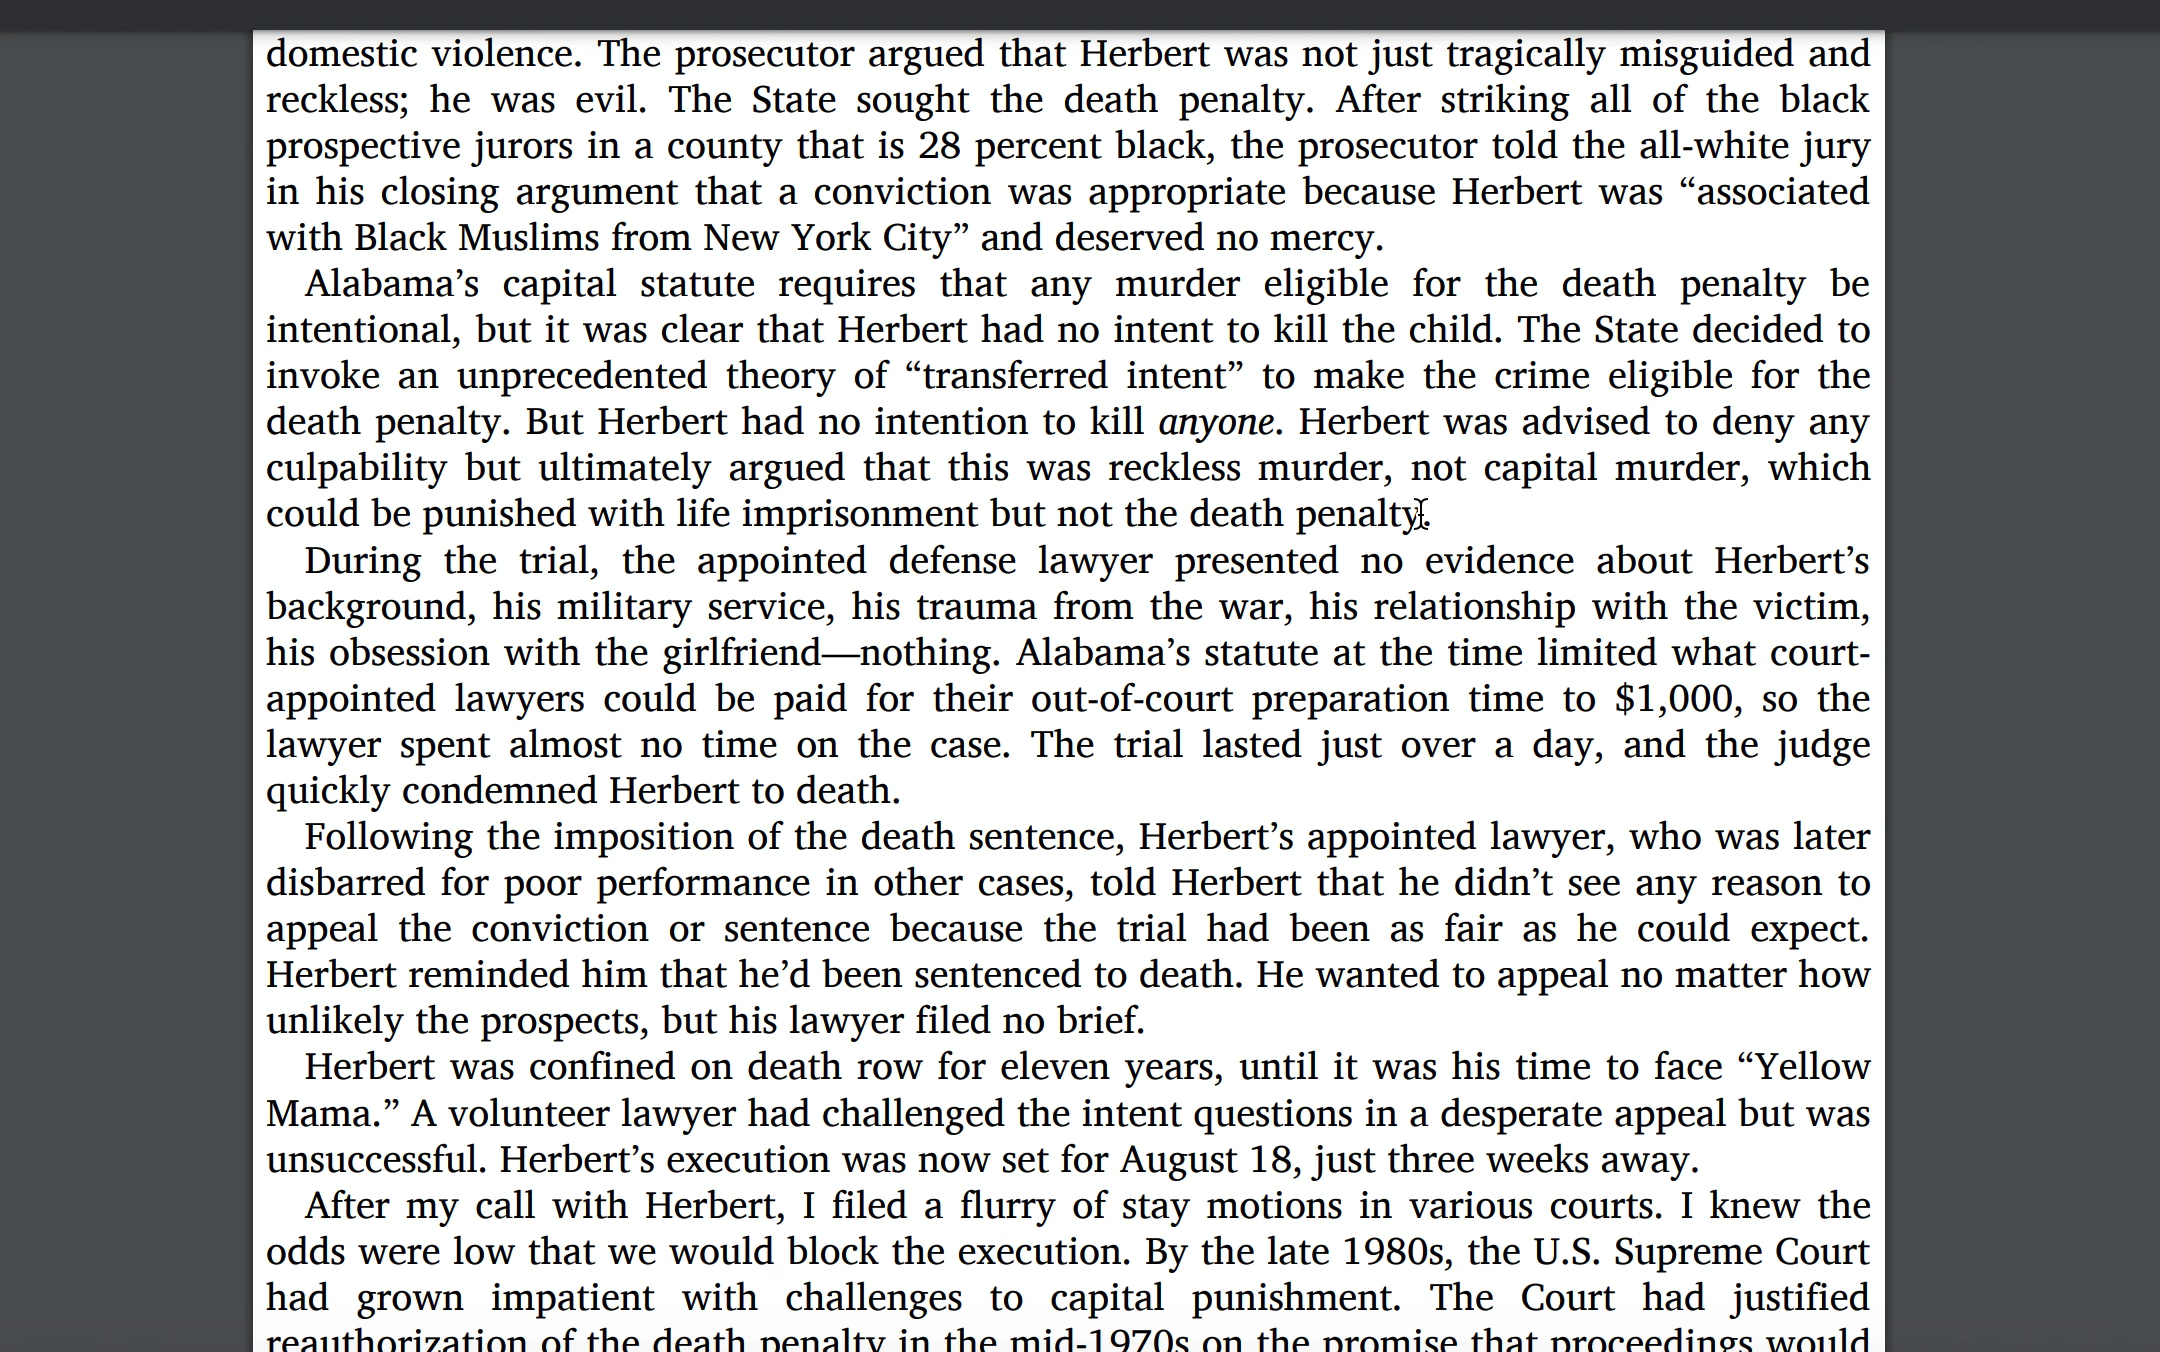 domestic violence. The prosecutor argued that Herbert was not just tragically misguided and
reckless; he was evil. The State sought the death penalty. After striking all of the black
prospective jurors in a county that is 28 percent black, the prosecutor told the all-white jury
in his closing argument that a conviction was appropriate because Herbert was “associated
with Black Muslims from New York City” and deserved no mercy.
Alabama’s capital statute requires that any murder eligible for the death penalty be
intentional, but it was clear that Herbert had no intent to kill the child. The State decided to
invoke an unprecedented theory of “transferred intent” to make the crime eligible for the
death penalty. But Herbert had no intention to kill anyone. Herbert was advised to deny any
culpability but ultimately argued that this was reckless murder, not capital murder, which
could be punished with life imprisonment but not the death penalty.
During the trial, the appointed defense lawyer presented no evidence about Herbert’s
background, his military service, his trauma from the war, his relationship with the victim,
his obsession with the girlfriend—nothing. Alabama’s statute at the time limited what court-
appointed lawyers could be paid for their out-of-court preparation time to $1,000, so the
lawyer spent almost no time on the case. The trial lasted just over a day, and the judge
quickly condemned Herbert to death.
Following the imposition of the death sentence, Herbert’s appointed lawyer, who was later
disbarred for poor performance in other cases, told Herbert that he didn’t see any reason to
appeal the conviction or sentence because the trial had been as fair as he could expect.
Herbert reminded him that he’d been sentenced to death. He wanted to appeal no matter how
unlikely the prospects, but his lawyer filed no brief.
Herbert was confined on death row for eleven years, until it was his time to face “Yellow
Mama.” A volunteer lawyer had challenged the intent questions in a desperate appeal but was
unsuccessful. Herbert’s execution was now set for August 18, just three weeks away.
After my call with Herbert, I filed a flurry of stay motions in various courts. I knew the
odds were low that we would block the execution. By the late 1980s, the U.S. Supreme Court
had grown impatient with challenges to capital punishment. The Court had justified
reauthorization of the death penalty in the mid-1970s on the promise that proceedings would